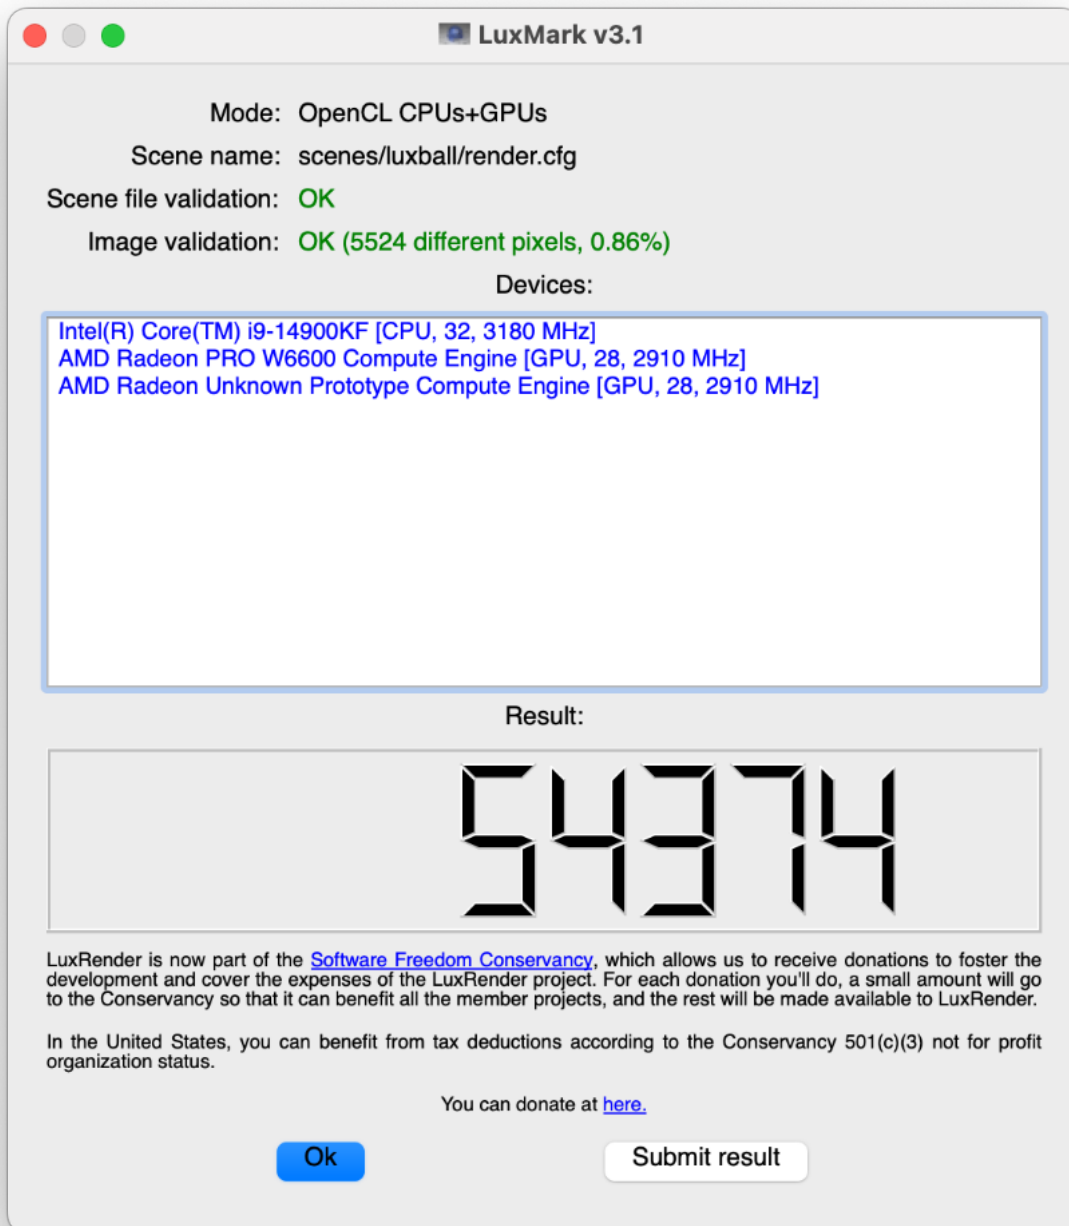 LuxMark v3.1
Mode: OpenCL CPUs+GPUs
Scene name: scenes/luxball/render.cfg
Scene file validation: OK
Image validation: OK (5524 different pixels, 0.86%)
Devices:
Intel(R) Core(TM) i9-14900KF [CPU, 32, 3180 MHz]
AMD Radeon PRO W6600 Compute Engine [GPU, 28, 2910 MHz]
AMD Radeon Unknown Prototype Compute Engine [GPU, 28, 2910 MHz]
Result:
54374
LuxRender is now part of the Software Freedom Conservancy, which allows us to receive donations to foster the
development and cover the expenses of the LuxRender project. For each donation you'll do, a small amount will go
to the Conservancy so that it can benefit all the member projects, and the rest will be made available to LuxRender.
In the United States, you can benefit from tax deductions according to the Conservancy 501(c)(3) not for profit
organization status.
You can donate at here.
Ok Submit result